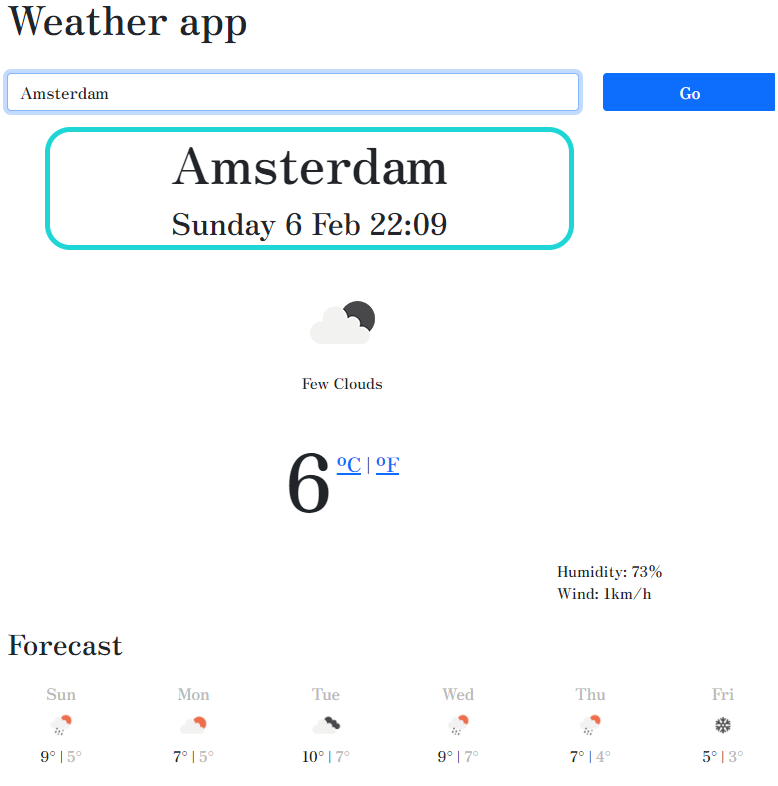 Weather app
Amsterdam
Go
Amsterdam
Sunday 6 Feb 22:09
Few Clouds
6 ºC | ºF
Humidity: 73%
Wind: 1km/h
Forecast
Sun Mon Tue Wed Thu Fri
9° | 5° 7° | 5° 10° | 7° 9° | 7° 7° | 4° 5° | 3°